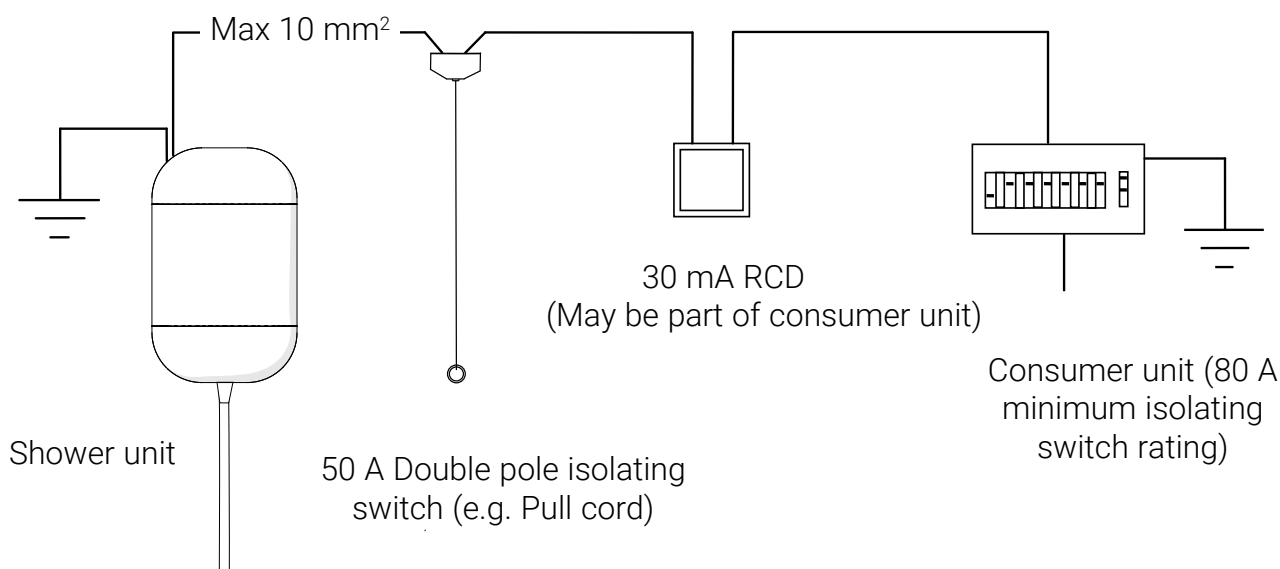 Max 10 mm²
30 mA RCD
(May be part of consumer unit)
Consumer unit (80 A
minimum isolating
switch rating)
Shower unit
50 A Double pole isolating
switch (e.g. Pull cord)